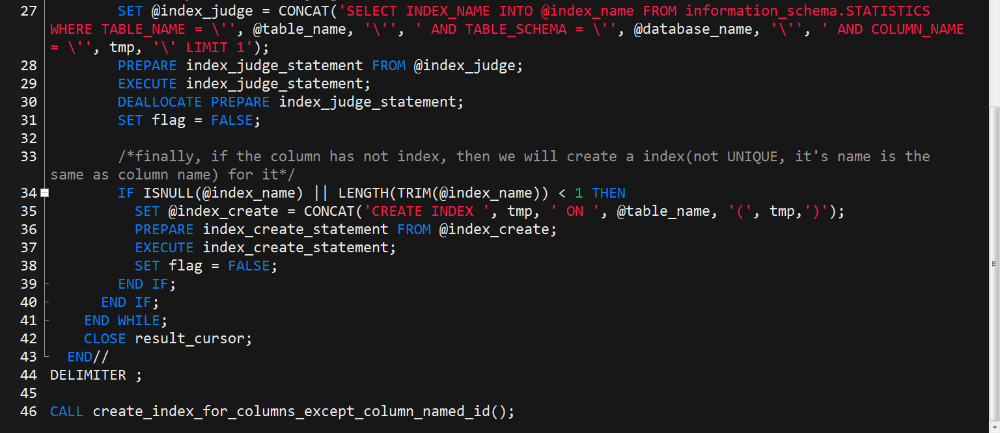 27         SET @index_judge = CONCAT('SELECT INDEX_NAME INTO @index_name FROM information_schema.STATISTICS
WHERE TABLE_NAME = \'', @table_name, '\'', ' AND TABLE_SCHEMA = \'', @database_name, '\'', ' AND COLUMN_NAME
= \'', tmp, '\' LIMIT 1');
28         PREPARE index_judge_statement FROM @index_judge;
29         EXECUTE index_judge_statement;
30         DEALLOCATE PREPARE index_judge_statement;
31         SET flag = FALSE;
32
33         /*finally, if the column has not index, then we will create a index(not UNIQUE, it's name is the
same as column name) for it*/
34         IF ISNULL(@index_name) || LENGTH(TRIM(@index_name)) < 1 THEN
35           SET @index_create = CONCAT('CREATE INDEX ', tmp, ' ON ', @table_name, '(', tmp,')');
36           PREPARE index_create_statement FROM @index_create;
37           EXECUTE index_create_statement;
38           SET flag = FALSE;
39         END IF;
40       END IF;
41     END WHILE;
42     CLOSE result_cursor;
43   END//
44 DELIMITER ;
45
46 CALL create_index_for_columns_except_column_named_id();